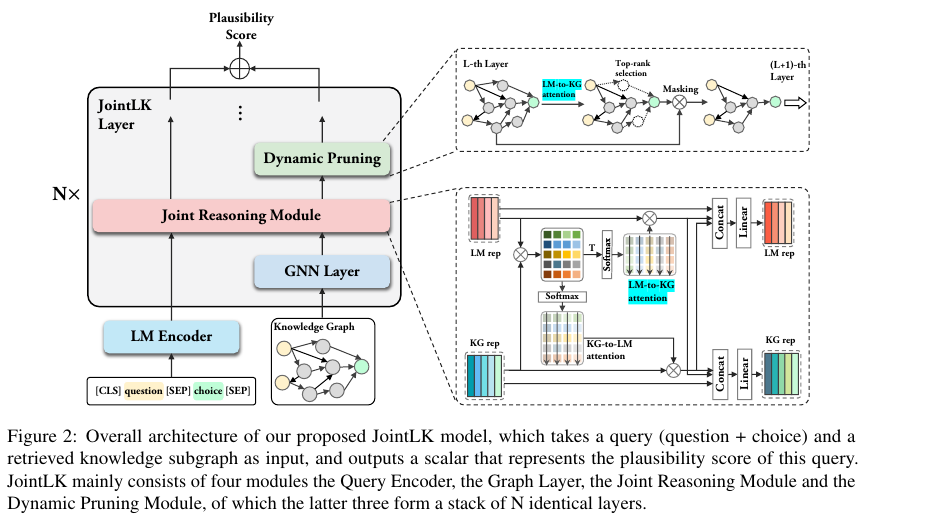 Plausibility
Score
JointLK
Layer
N×
Dynamic Pruning
Joint Reasoning Module
GNN Layer
LM Encoder
Knowledge Graph
[CLS] question [SEP] choice [SEP]
L-th Layer
LM-to-KG
attention
Top-rank
selection
Masking
(L+1)-th
Layer
LM rep
T
Softmax
LM-to-KG
attention
Softmax
KG-to-LM
attention
KG rep
Concat
Linear
LM rep
Concat
Linear
KG rep
Figure 2: Overall architecture of our proposed JointLK model, which takes a query (question + choice) and a
retrieved knowledge subgraph as input, and outputs a scalar that represents the plausibility score of this query.
JointLK mainly consists of four modules the Query Encoder, the Graph Layer, the Joint Reasoning Module and the
Dynamic Pruning Module, of which the latter three form a stack of N identical layers.